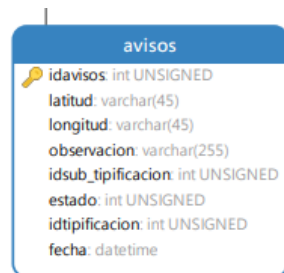 avisos
idavisos: int UNSIGNED
latitud: varchar(45)
longitud: varchar(45)
observacion: varchar(255)
idsub_tipificacion: int UNSIGNED
estado: int UNSIGNED
idtipificacion: int UNSIGNED
fecha: datetime